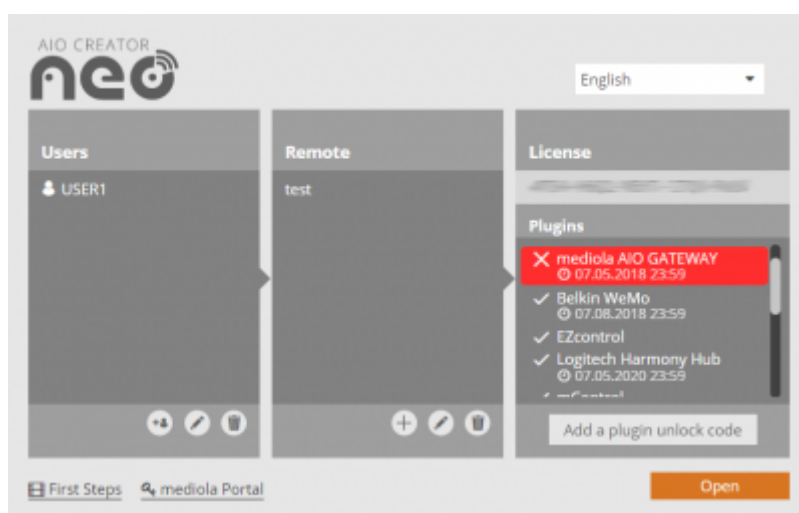 AIO CREATOR
neo
English
Users
Remote
License
USER1
test
Plugins
mediola AIO GATEWAY
07.05.2018 23:59
Belkin WeMo
07.08.2018 23:59
EZcontrol
Logitech Harmony Hub
07.05.2020 23:59
Add a plugin unlock code
First Steps
mediola Portal
Open